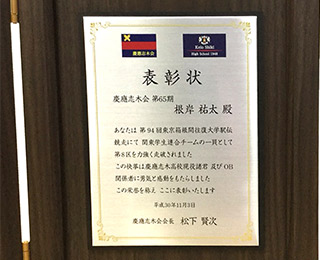 慶應志木会
Keio Shiki
High School 1948
表彰状
慶應志木会 第65期
根岸 祐太 殿
あなたは 第94回東京箱根間往復大学駅伝
競走にて 関東学生連合チームの一員として
第8区を力強く走破されました
この快挙は慶應志木高校現役諸君 及び OB
関係者に勇気と感動をもたらしました
この栄誉を称え ここに表彰いたします
平成30年11月3日
慶應志木会会長 松下 賢次